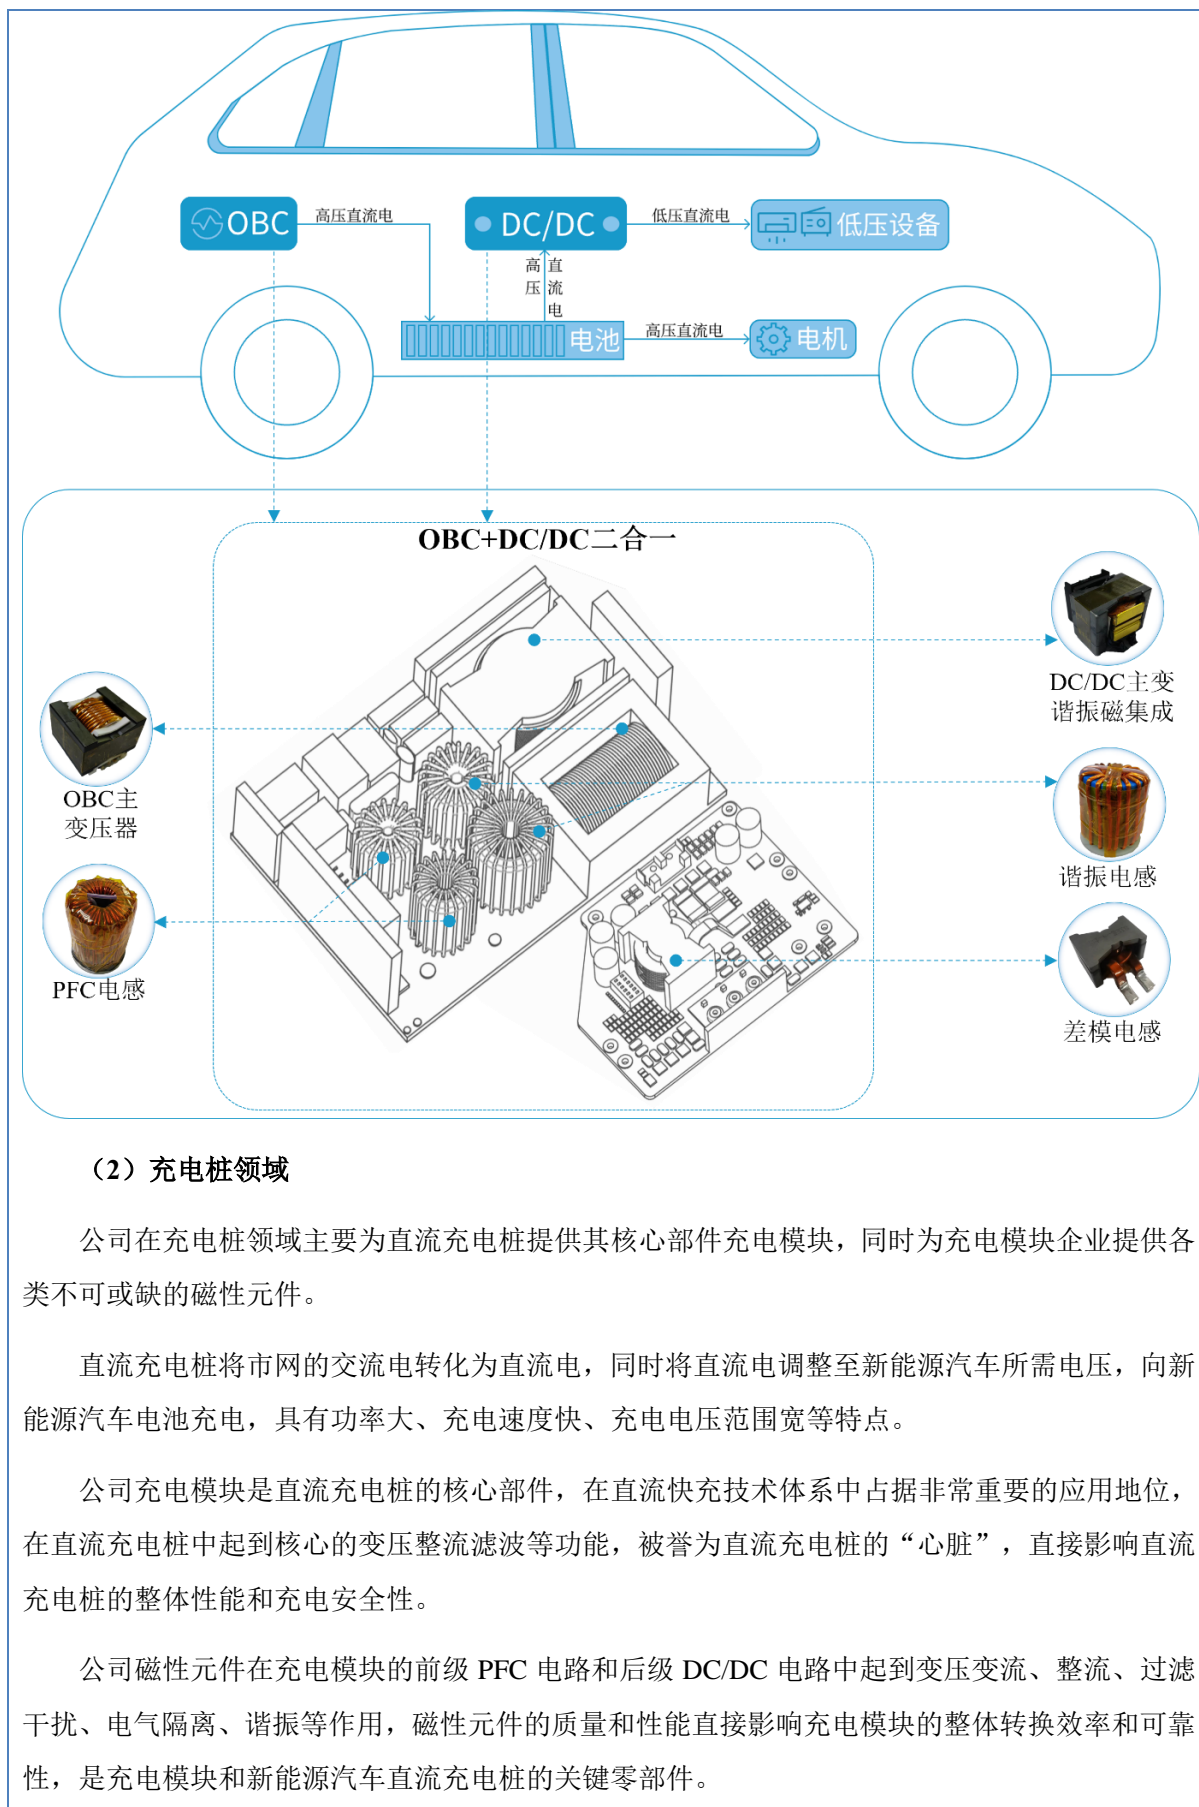 OBC
高压直流电
DC/DC
低压直流电
低压设备
高压直流电
电池
高压直流电
电机
OBC+DC/DC二合一
DC/DC主变
谐振磁集成
OBC主
变压器
谐振电感
PFC电感
差模电感
（2）充电桩领域
公司在充电桩领域主要为直流充电桩提供其核心部件充电模块，同时为充电模块企业提供各
类不可或缺的磁性元件。
直流充电桩将市网的交流电转化为直流电，同时将直流电调整至新能源汽车所需电压，向新
能源汽车电池充电，具有功率大、充电速度快、充电电压范围宽等特点。
公司充电模块是直流充电桩的核心部件，在直流快充技术体系中占据非常重要的应用地位，
在直流充电桩中起到核心的变压整流滤波等功能，被誉为直流充电桩的“心脏”，直接影响直流
充电桩的整体性能和充电安全性。
公司磁性元件在充电模块的前级 PFC 电路和后级 DC/DC 电路中起到变压变流、整流、过滤
干扰、电气隔离、谐振等作用，磁性元件的质量和性能直接影响充电模块的整体转换效率和可靠
性，是充电模块和新能源汽车直流充电桩的关键零部件。